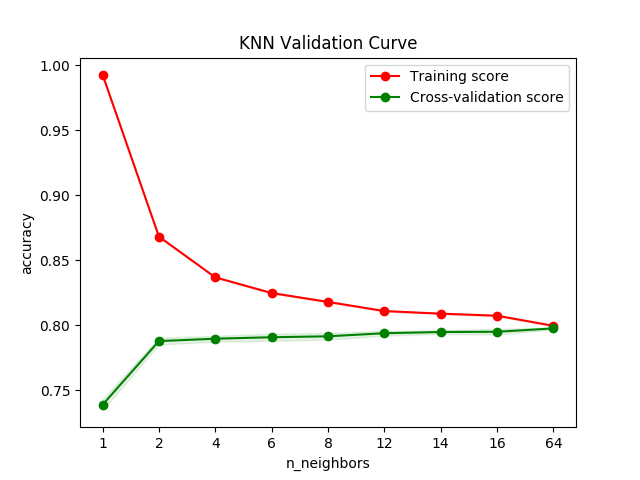 KNN Validation Curve
Training score
Cross-validation score
1.00
0.95
0.90
0.85
0.80
0.75
accuracy
1 2 4 6 8 12 14 16 64
n_neighbors